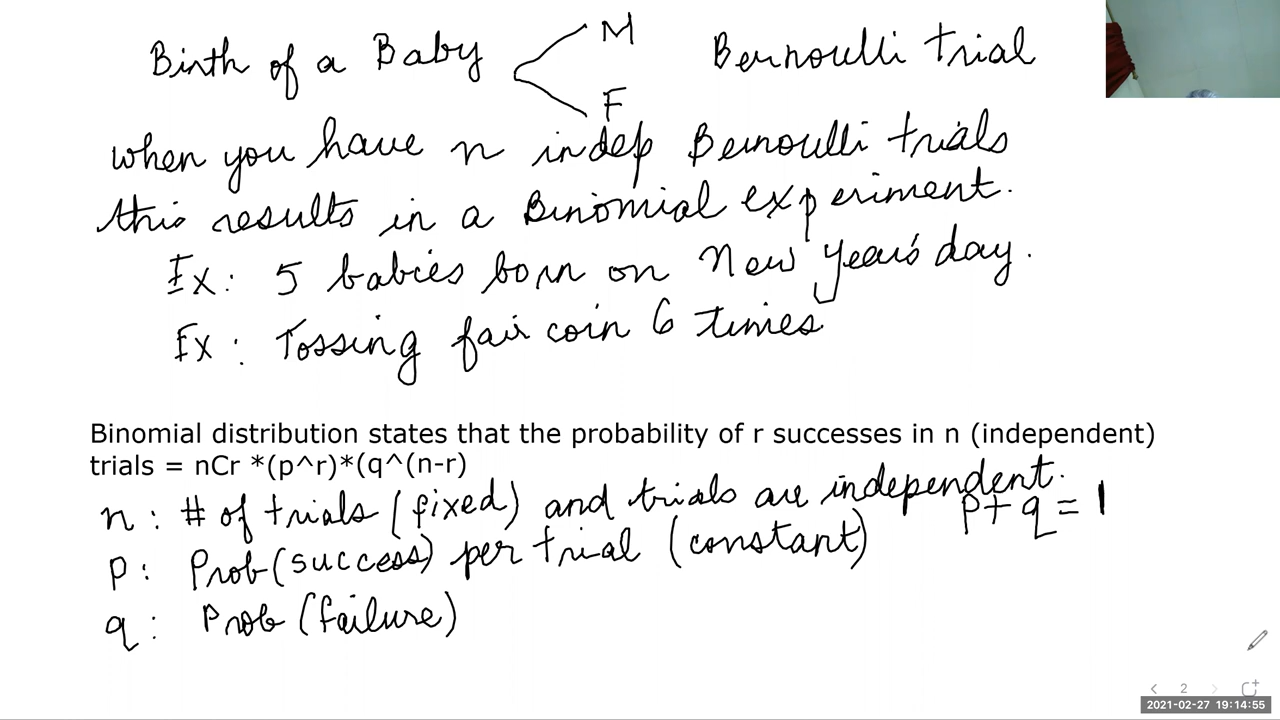 Birth of a Baby M Bernoulli trial
F
when you have n indep Bernoulli trials
this results in a Binomial experiment.
Ex: 5 babies born on New Year's day.
Ex: Tossing fair coin 6 times
Binomial distribution states that the probability of r successes in n (independent)
trials = nCr *(p^r)*(q^(n-r)
n: # of trials (fixed) and trials are independent.
p + q = 1
p: Prob(success) per trial (constant)
q: Prob (failure)
2
2021-02-27 19:14:55